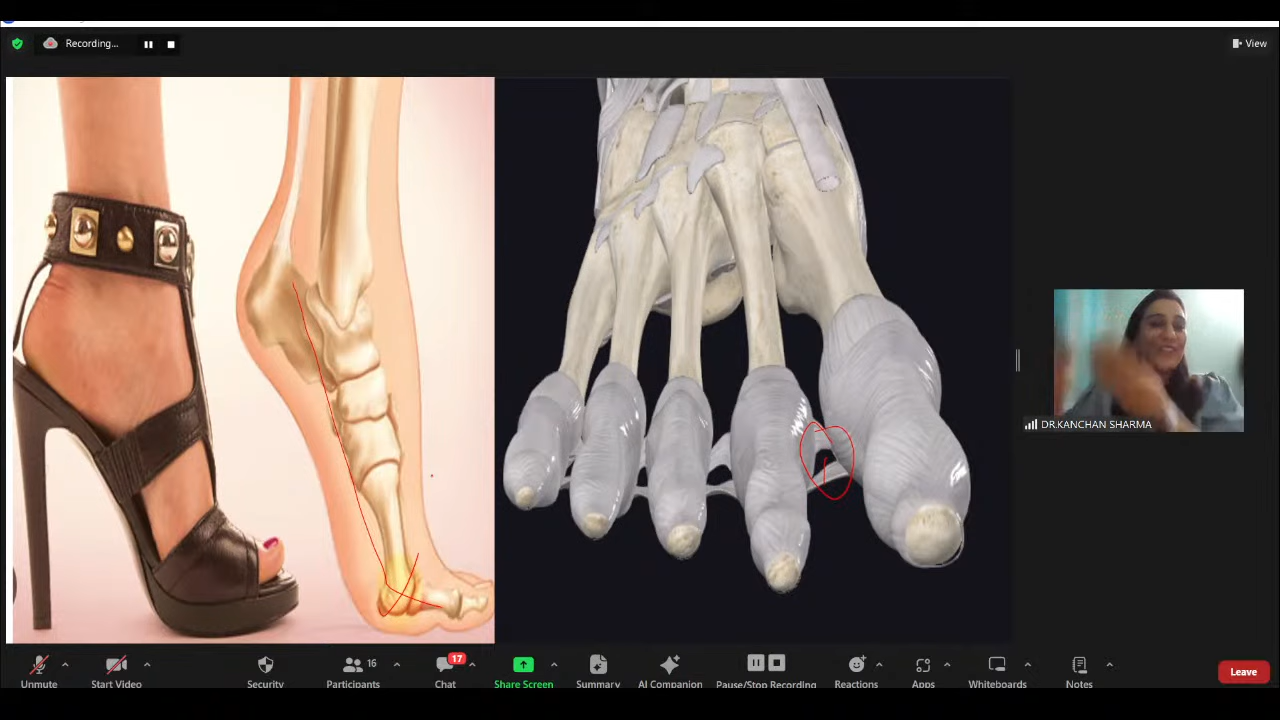 Recording...
View
DR.KANCHAN SHARMA
16
17
Unmute
Start Video
Security
Participants
Chat
Share Screen
Summary
AI Companion
Pause/Stop Recording
Reactions
Apps
Whiteboards
Notes
Leave